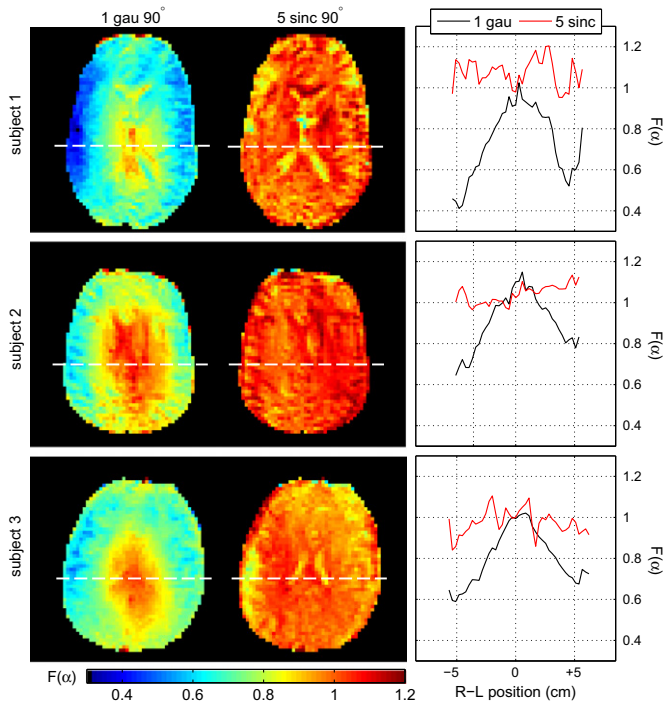 1 gau 90°
5 sinc 90°
1 gau
5 sinc
subject 1
1.2
1
0.8
0.6
0.4
F(α)
subject 2
1.2
1
0.8
0.6
0.4
F(α)
subject 3
1.2
1
0.8
0.6
0.4
F(α)
F(α)
0.4
0.6
0.8
1
1.2
−5
0
+5
R−L position (cm)